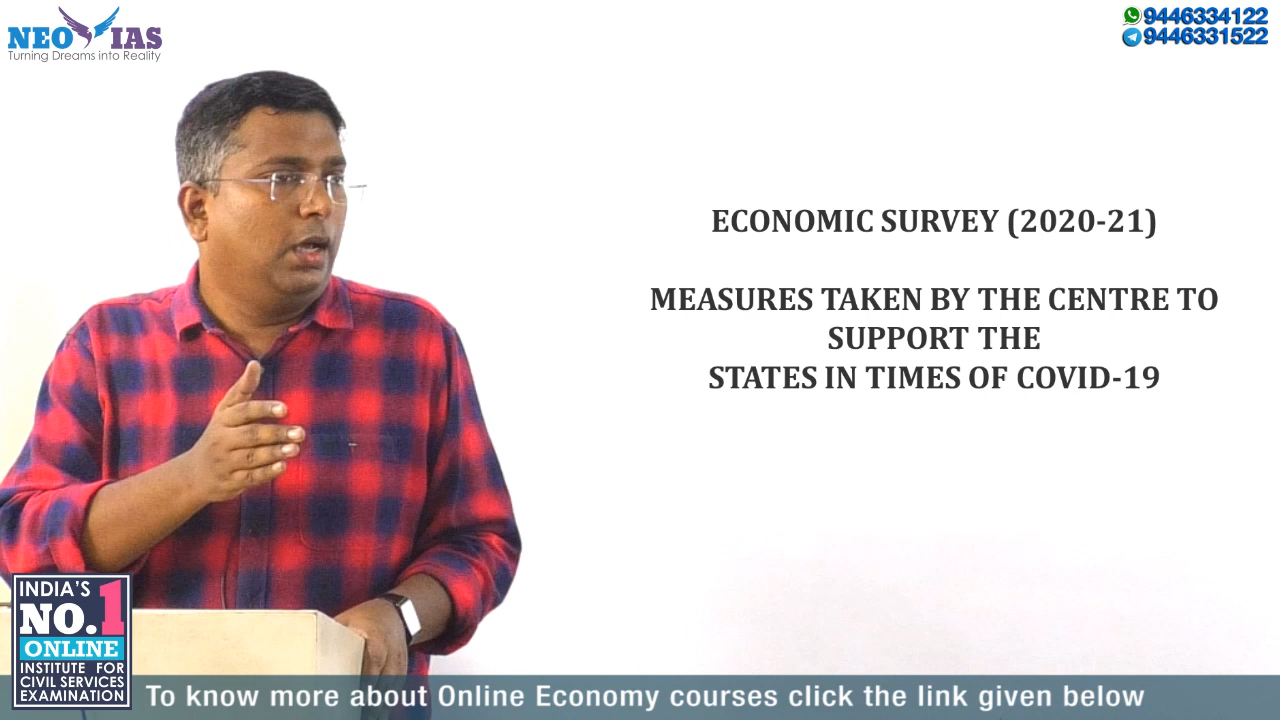 NEO IAS
Turning Dreams into Reality
9446334122
9446331522
ECONOMIC SURVEY (2020-21)
MEASURES TAKEN BY THE CENTRE TO
SUPPORT THE
STATES IN TIMES OF COVID-19
INDIA'S
NO.1
ONLINE
INSTITUTE FOR
CIVIL SERVICES
EXAMINATION
To know more about Online Economy courses click the link given below